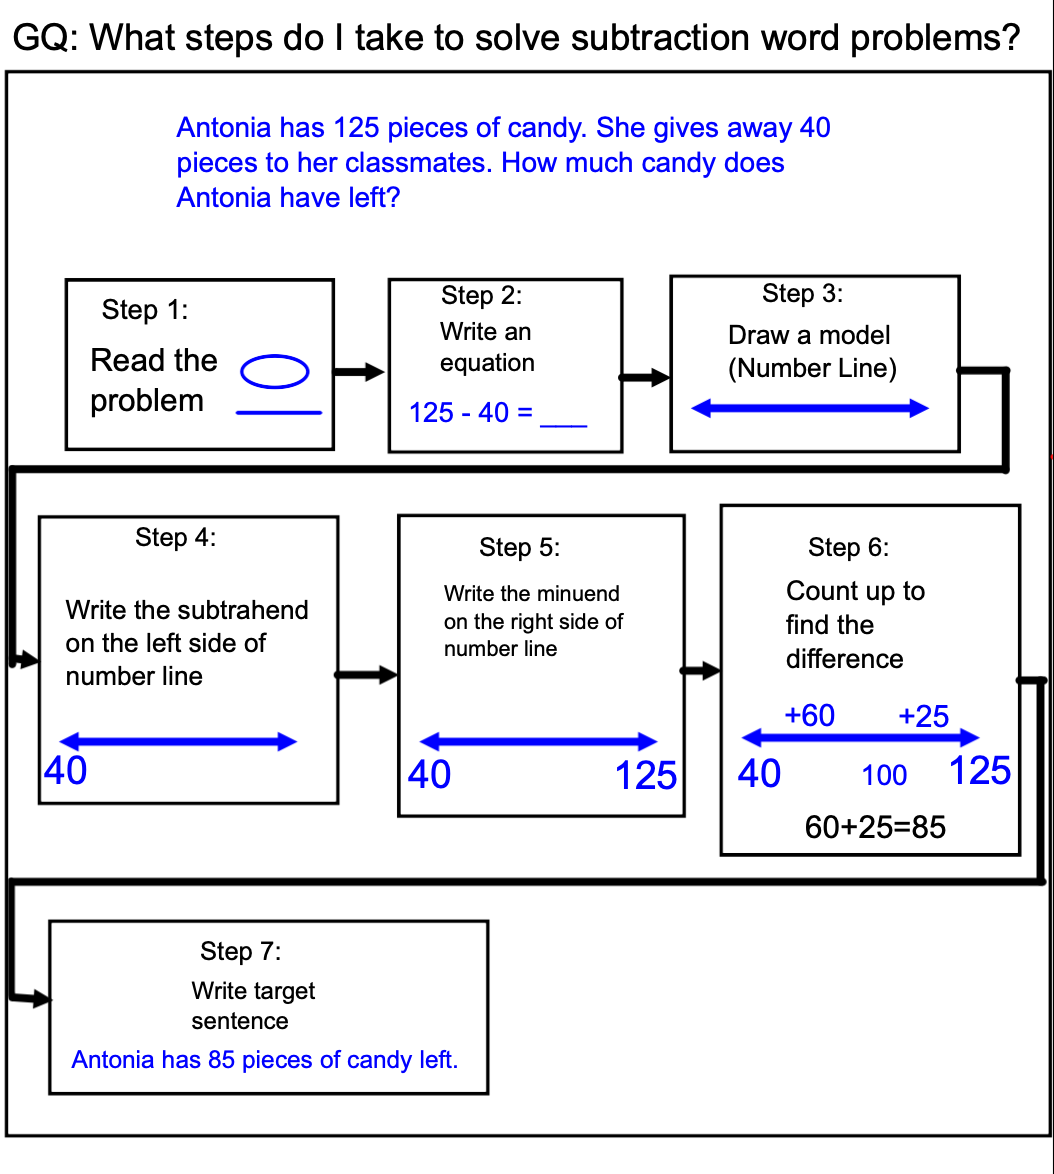 GQ: What steps do I take to solve subtraction word problems?
Antonia has 125 pieces of candy. She gives away 40
pieces to her classmates. How much candy does
Antonia have left?
Step 1:
Read the
problem
Step 2:
Write an
equation
125 - 40 = ___
Step 3:
Draw a model
(Number Line)
Step 4:
Write the subtrahend
on the left side of
number line
40
Step 5:
Write the minuend
on the right side of
number line
40 125
Step 6:
Count up to
find the
difference
+60 +25
40 100 125
60+25=85
Step 7:
Write target
sentence
Antonia has 85 pieces of candy left.